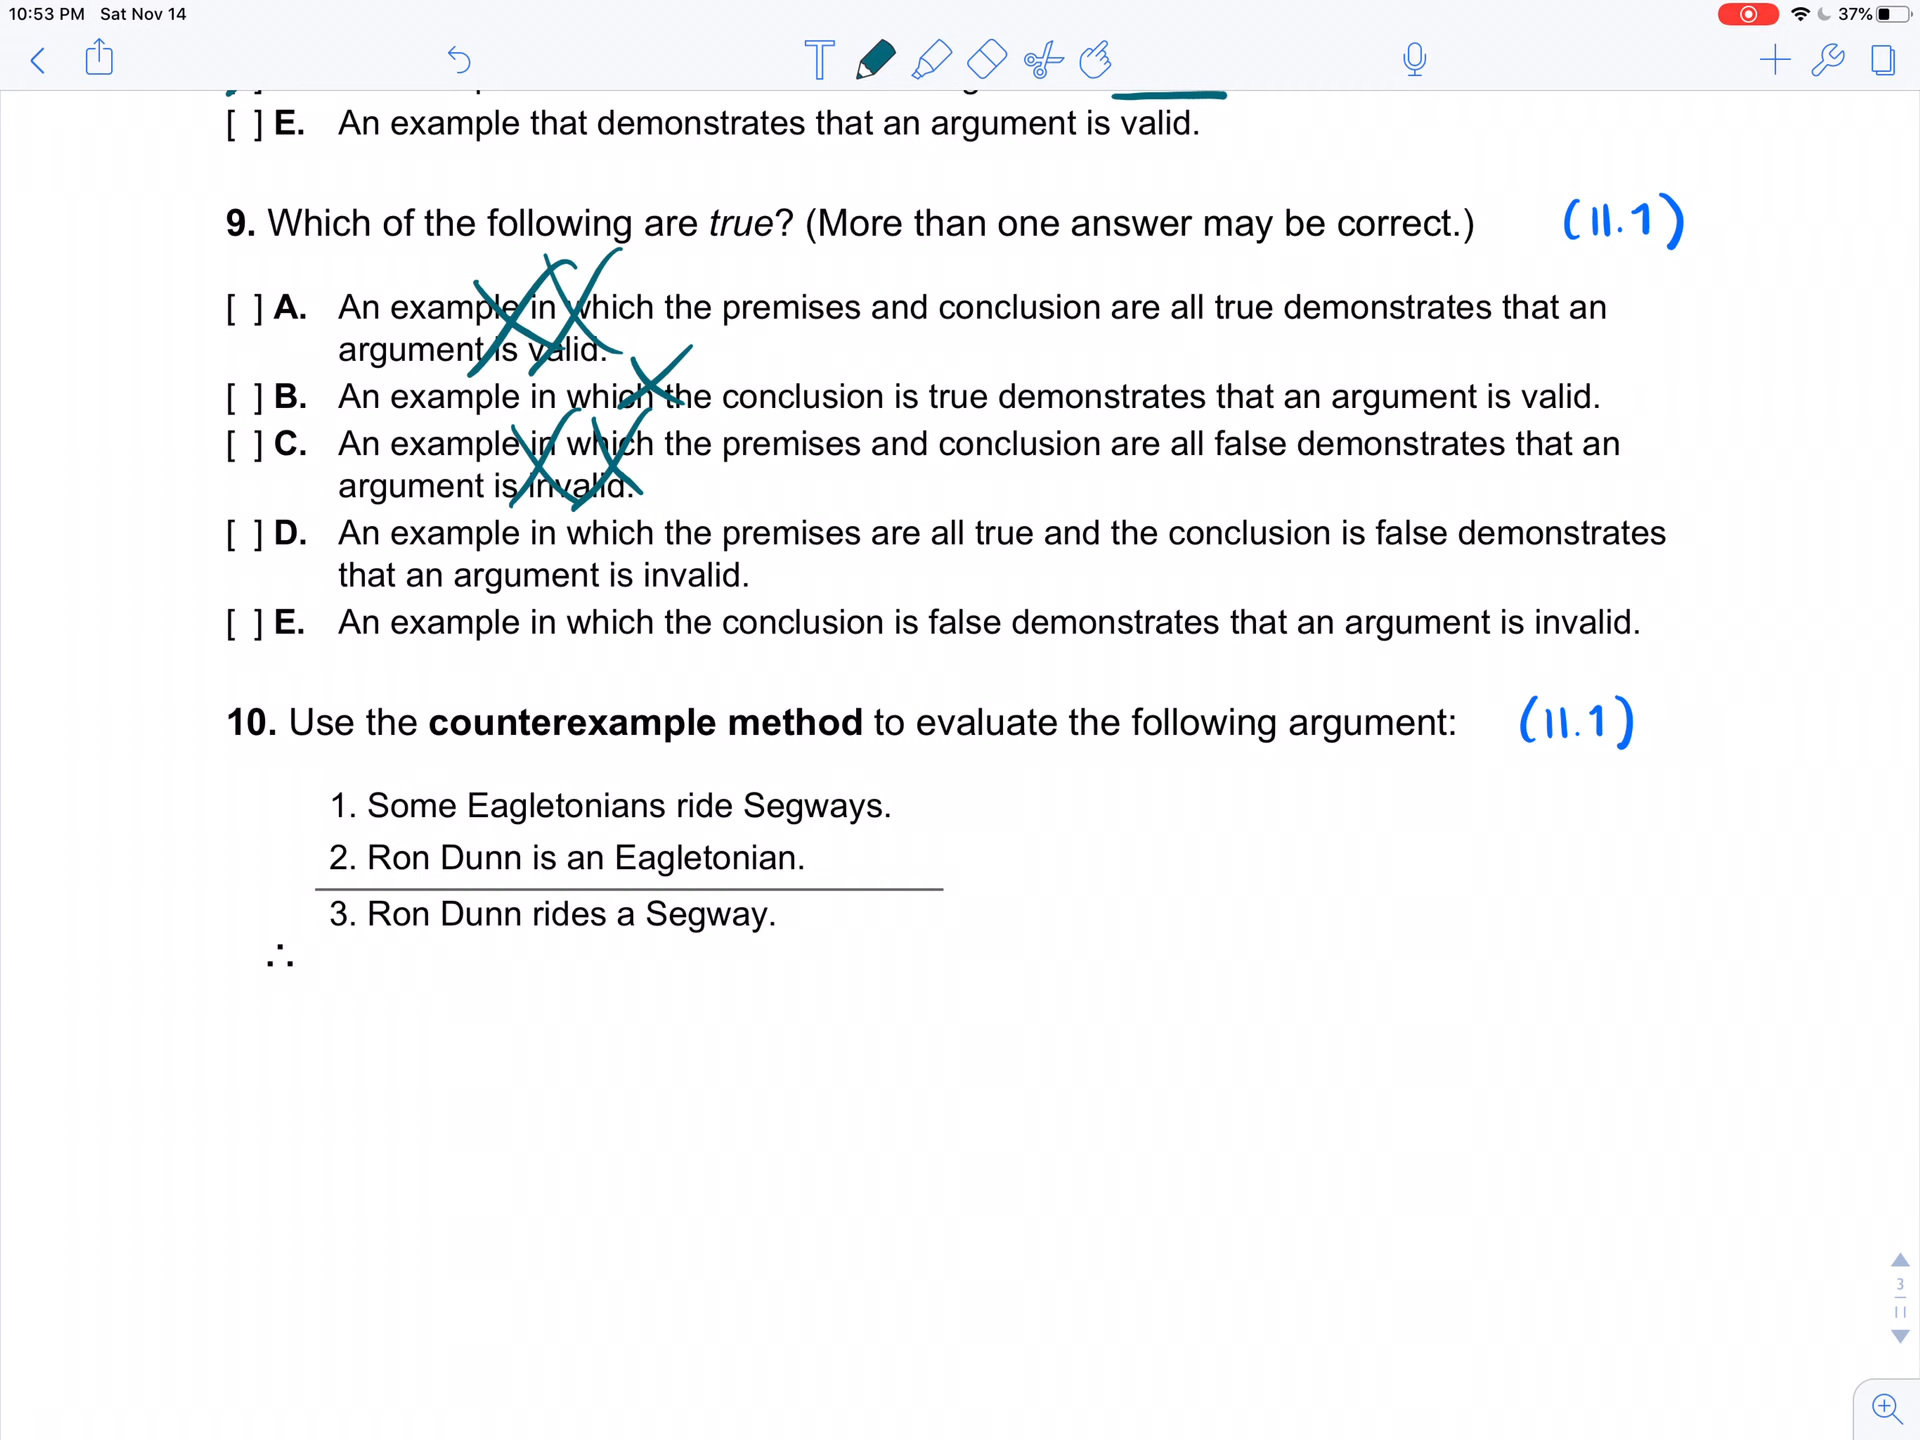 10:53 PM Sat Nov 14
37%
[ ] E. An example that demonstrates that an argument is valid.
9. Which of the following are true? (More than one answer may be correct.) (11.1)
[ ] A. An example in which the premises and conclusion are all true demonstrates that an
argument is valid.
[ ] B. An example in which the conclusion is true demonstrates that an argument is valid.
[ ] C. An example in which the premises and conclusion are all false demonstrates that an
argument is invalid.
[ ] D. An example in which the premises are all true and the conclusion is false demonstrates
that an argument is invalid.
[ ] E. An example in which the conclusion is false demonstrates that an argument is invalid.
10. Use the counterexample method to evaluate the following argument: (11.1)
1. Some Eagletonians ride Segways.
2. Ron Dunn is an Eagletonian.
3. Ron Dunn rides a Segway.
∴
3
11